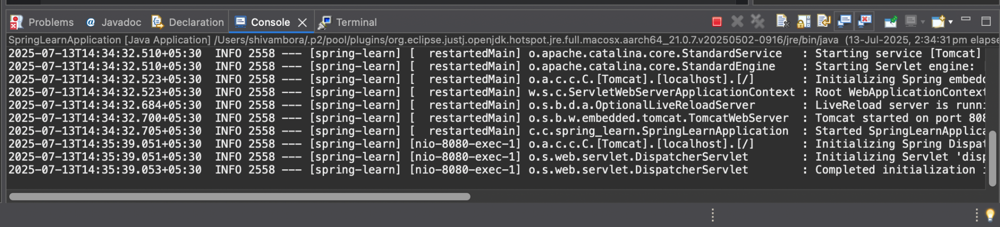 Problems @ Javadoc Declaration Console Terminal
SpringLearnApplication [Java Application] /Users/shivambora/.p2/pool/plugins/org.eclipse.justj.openjdk.hotspot.jre.full.macosx.aarch64_21.0.7.v20250502-0916/jre/bin/java (13-Jul-2025, 2:34:31 pm elapse
2025-07-13T14:34:32.510+05:30  INFO 2558 --- [spring-learn] [  restartedMain] o.apache.catalina.core.StandardService   : Starting service [Tomcat]
2025-07-13T14:34:32.510+05:30  INFO 2558 --- [spring-learn] [  restartedMain] o.apache.catalina.core.StandardEngine    : Starting Servlet engine:
2025-07-13T14:34:32.523+05:30  INFO 2558 --- [spring-learn] [  restartedMain] o.a.c.c.C.[Tomcat].[localhost].[/]       : Initializing Spring embedd
2025-07-13T14:34:32.523+05:30  INFO 2558 --- [spring-learn] [  restartedMain] w.s.c.ServletWebServerApplicationContext : Root WebApplicationContext
2025-07-13T14:34:32.684+05:30  INFO 2558 --- [spring-learn] [  restartedMain] o.s.b.d.a.OptionalLiveReloadServer       : LiveReload server is runni
2025-07-13T14:34:32.700+05:30  INFO 2558 --- [spring-learn] [  restartedMain] o.s.b.w.embedded.tomcat.TomcatWebServer  : Tomcat started on port 808
2025-07-13T14:34:32.705+05:30  INFO 2558 --- [spring-learn] [  restartedMain] c.c.spring_learn.SpringLearnApplication  : Started SpringLearnApplica
2025-07-13T14:35:39.051+05:30  INFO 2558 --- [spring-learn] [nio-8080-exec-1] o.a.c.c.C.[Tomcat].[localhost].[/]       : Initializing Spring Dispat
2025-07-13T14:35:39.051+05:30  INFO 2558 --- [spring-learn] [nio-8080-exec-1] o.s.web.servlet.DispatcherServlet        : Initializing Servlet 'disp
2025-07-13T14:35:39.053+05:30  INFO 2558 --- [spring-learn] [nio-8080-exec-1] o.s.web.servlet.DispatcherServlet        : Completed initialization i